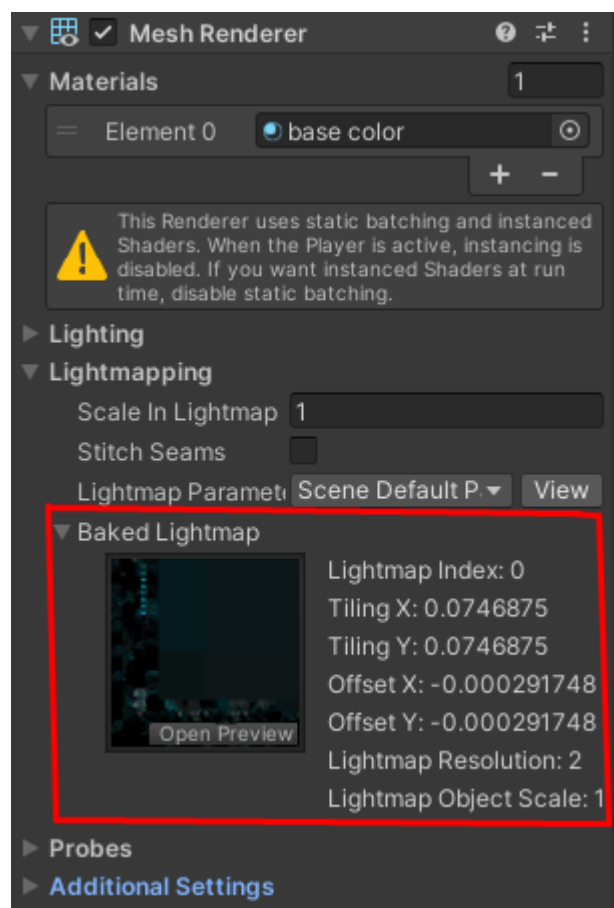 Mesh Renderer
Materials 1
Element 0 base color
+ -
This Renderer uses static batching and instanced
Shaders. When the Player is active, instancing is
disabled. If you want instanced Shaders at run
time, disable static batching.
Lighting
Lightmapping
Scale In Lightmap 1
Stitch Seams
Lightmap Paramet Scene Default P View
Baked Lightmap
Lightmap Index: 0
Tiling X: 0.0746875
Tiling Y: 0.0746875
Offset X: -0.000291748
Offset Y: -0.000291748
Open Preview
Lightmap Resolution: 2
Lightmap Object Scale: 1
Probes
Additional Settings